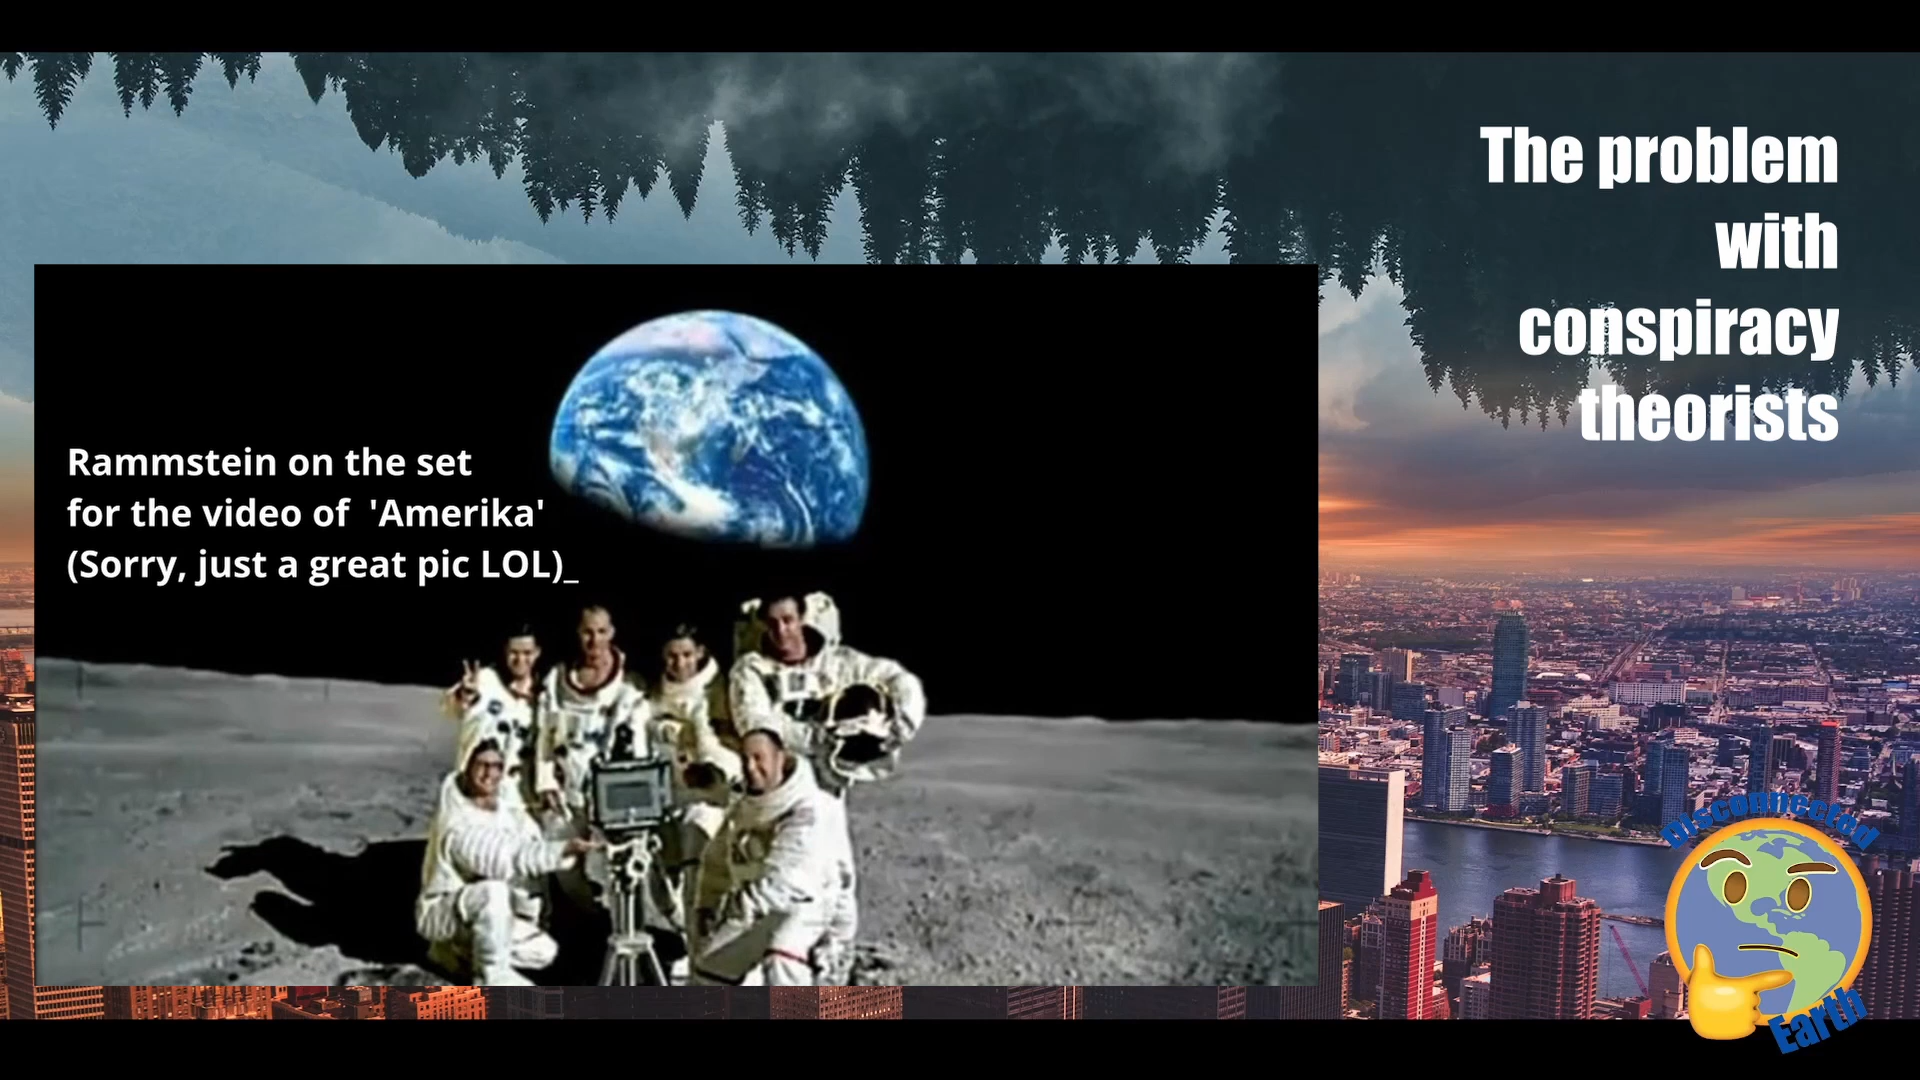 The problem
with
conspiracy
theorists
Rammstein on the set
for the video of 'Amerika'
(Sorry, just a great pic LOL)_
Disconnected
Earth